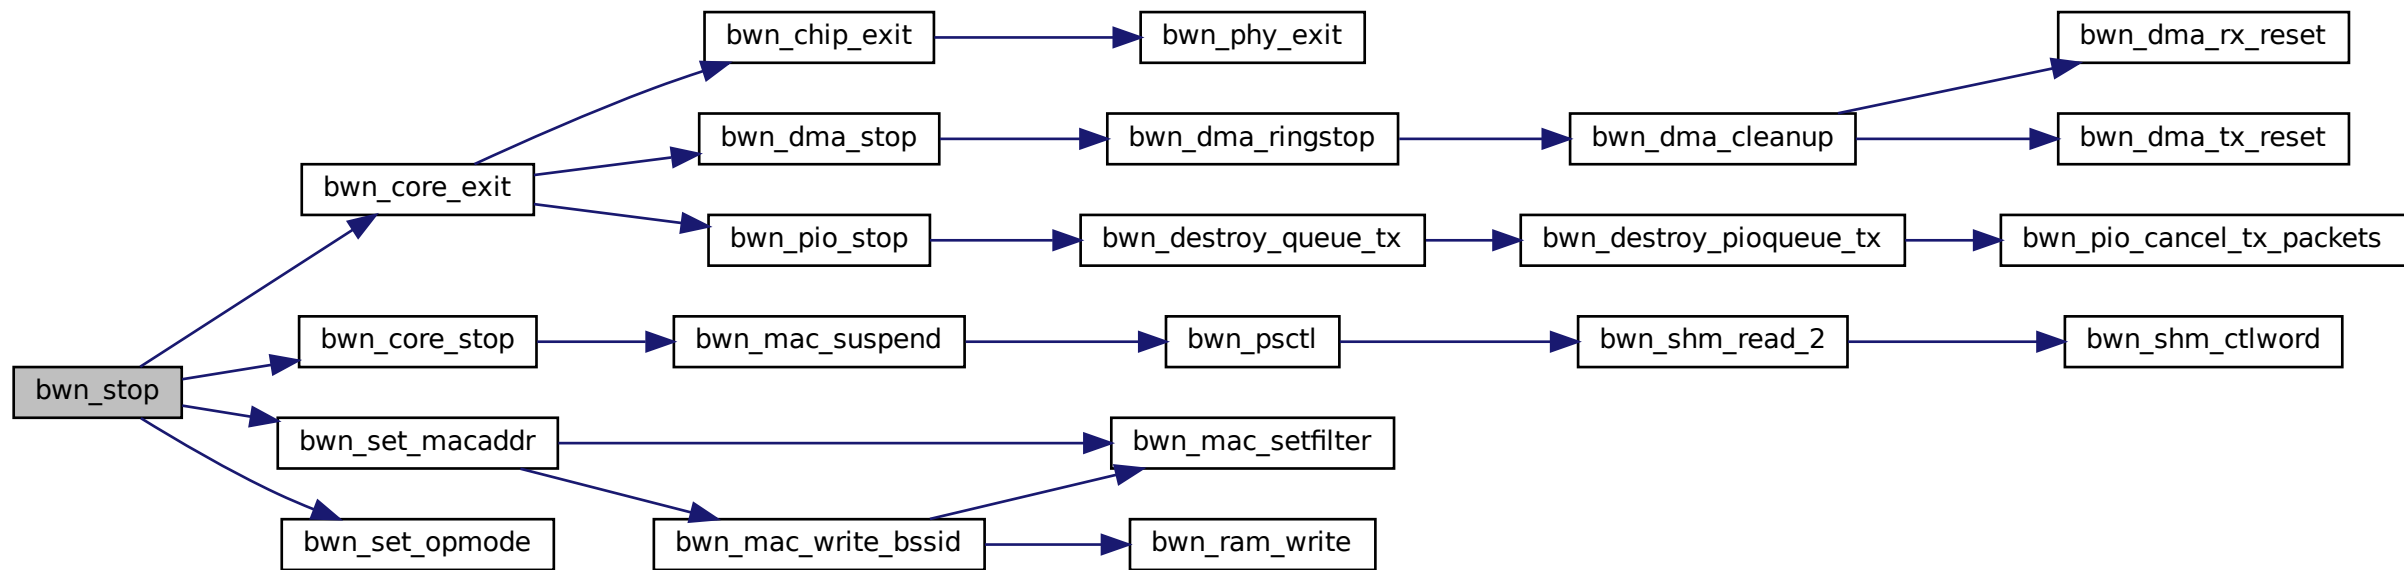 bwn_chip_exit
bwn_phy_exit
bwn_dma_rx_reset
bwn_dma_stop
bwn_dma_ringstop
bwn_dma_cleanup
bwn_dma_tx_reset
bwn_core_exit
bwn_pio_stop
bwn_destroy_queue_tx
bwn_destroy_pioqueue_tx
bwn_pio_cancel_tx_packets
bwn_core_stop
bwn_mac_suspend
bwn_psctl
bwn_shm_read_2
bwn_shm_ctlword
bwn_stop
bwn_set_macaddr
bwn_mac_setfilter
bwn_set_opmode
bwn_mac_write_bssid
bwn_ram_write